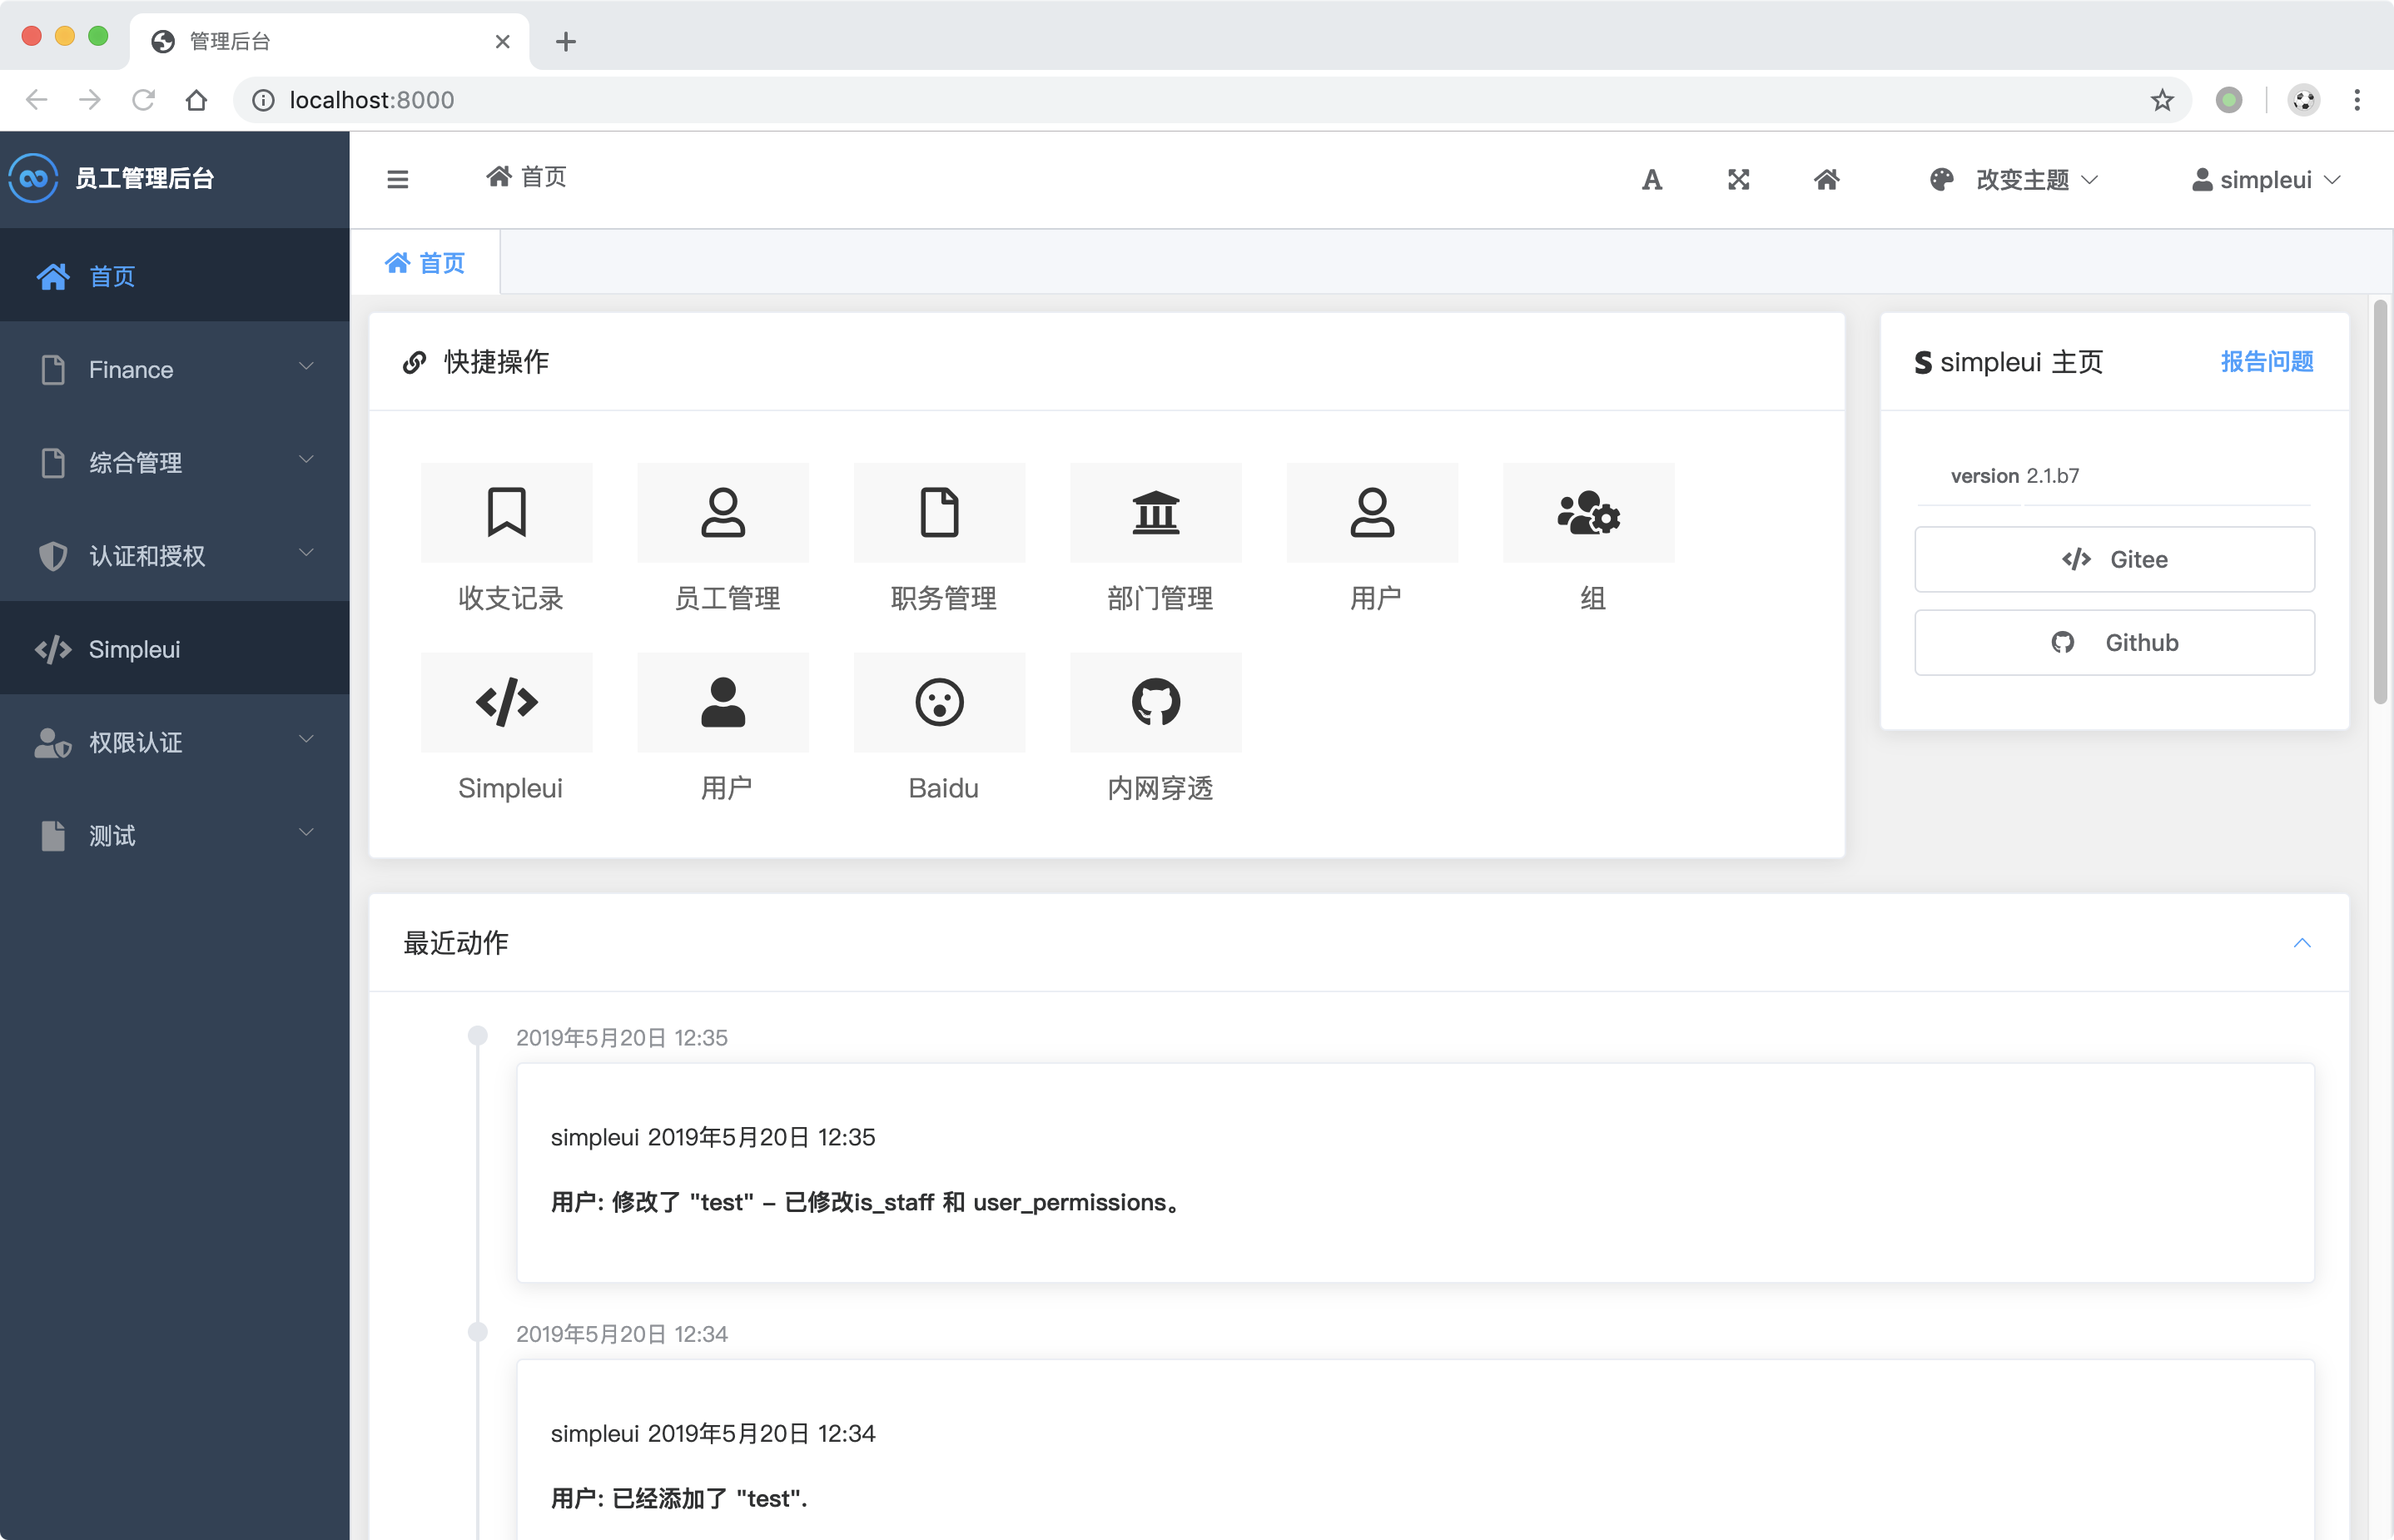 管理后台
localhost:8000
员工管理后台
首页
改变主题
simpleui
首页
Finance
综合管理
认证和授权
Simpleui
权限认证
测试
首页
快捷操作
收支记录
员工管理
职务管理
部门管理
用户
组
Simpleui
用户
Baidu
内网穿透
simpleui 主页
报告问题
version 2.1.b7
Gitee
Github
最近动作
2019年5月20日 12:35
simpleui 2019年5月20日 12:35
用户: 修改了 "test" – 已修改is_staff 和 user_permissions。
2019年5月20日 12:34
simpleui 2019年5月20日 12:34
用户: 已经添加了 "test".